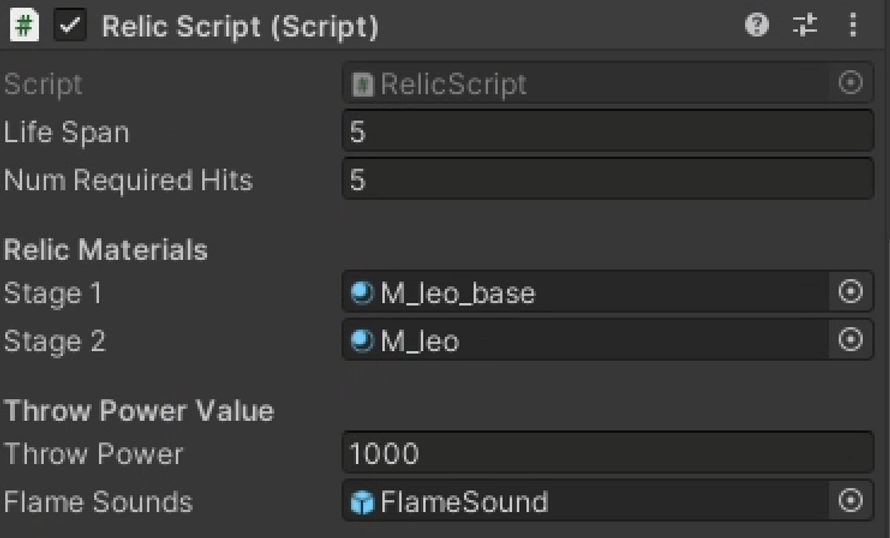 # Relic Script (Script)
Script # RelicScript
Life Span 5
Num Required Hits 5
Relic Materials
Stage 1 M_leo_base
Stage 2 M_leo
Throw Power Value
Throw Power 1000
Flame Sounds FlameSound